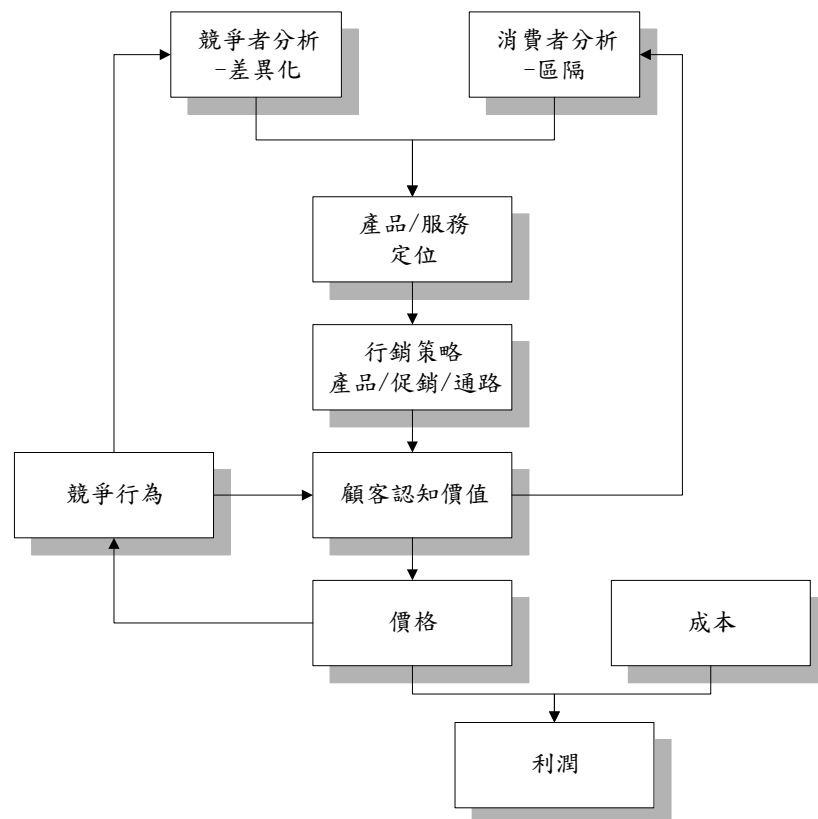 競爭者分析
-差異化
消費者分析
-區隔
產品/服務
定位
行銷策略
產品/促銷/通路
競爭行為
顧客認知價值
價格
成本
利潤